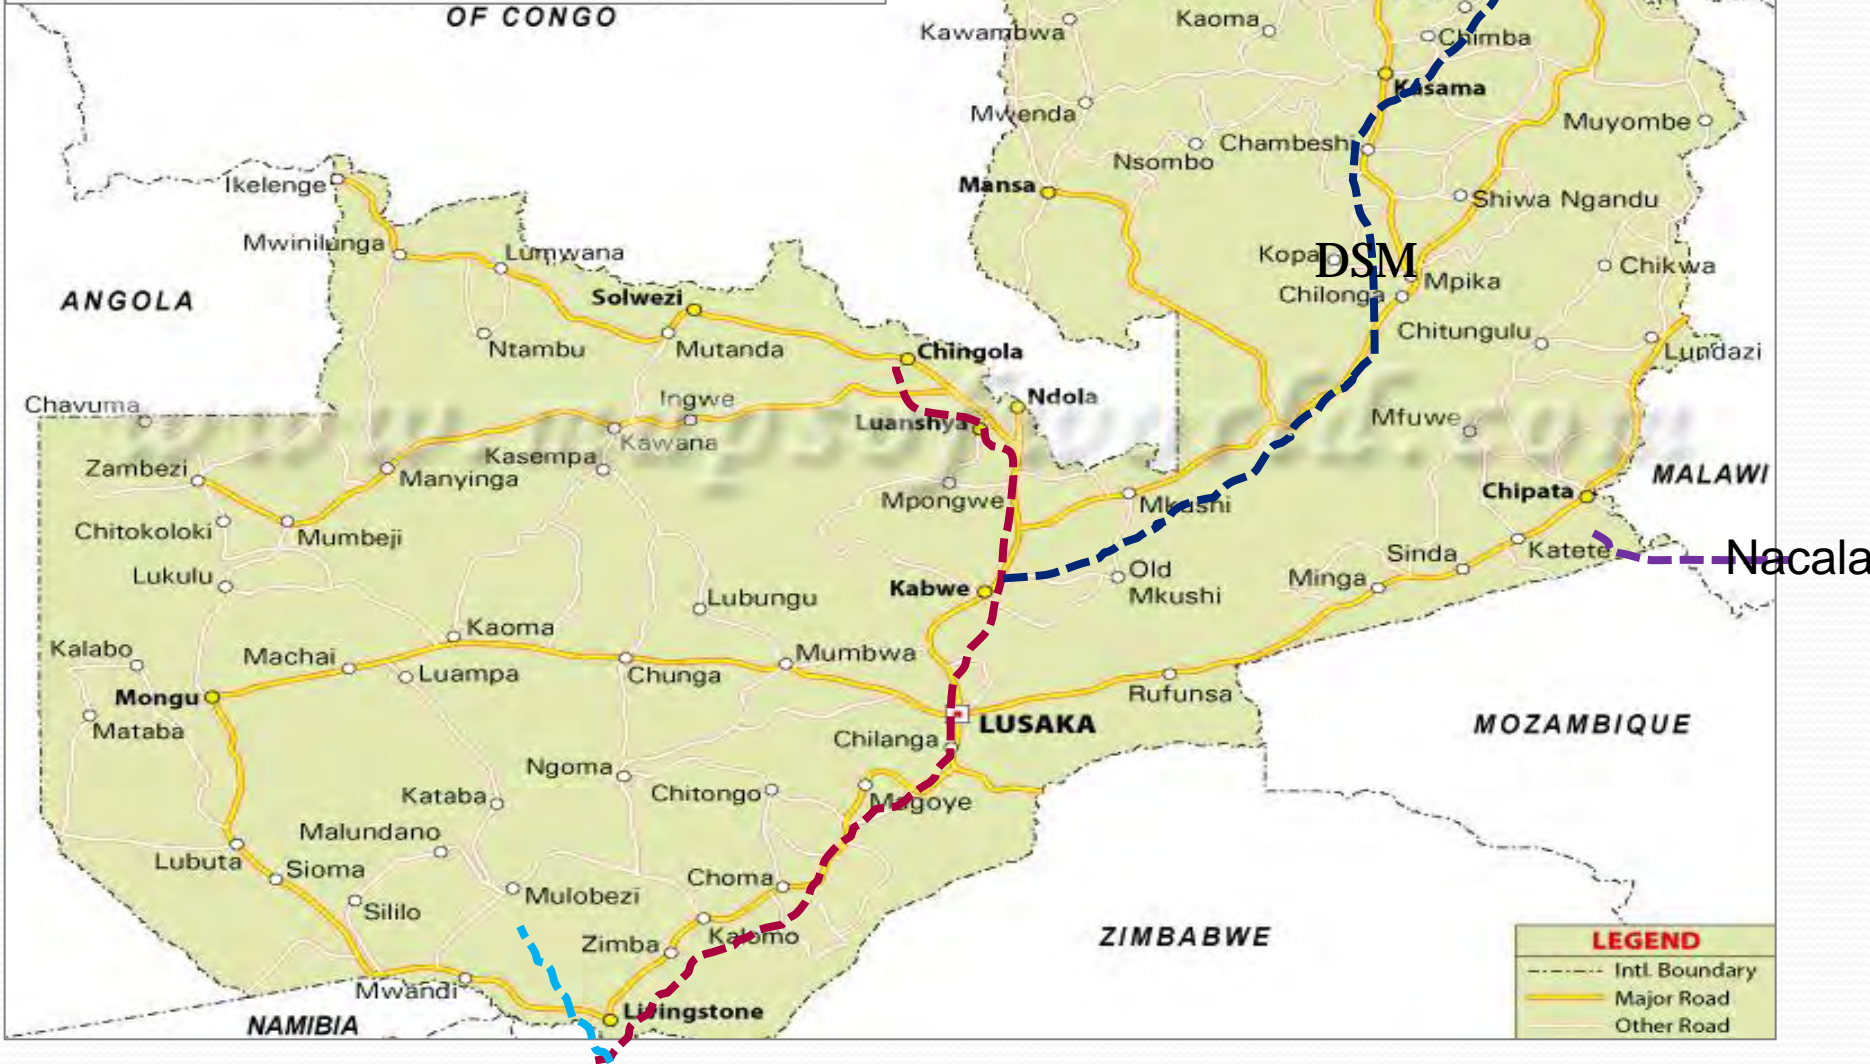 OF CONGO
Kawambwa
Kaoma
Chimba
Kasama
Mwenda
Muyombe
Chambeshi
Nsombo
Ikelenge
Mansa
Shiwa Ngandu
Mwinilunga
Lumwana
Kopa
DSM
Chikwa
Mpika
ANGOLA
Solwezi
Chilonga
Ntambu
Mutanda
Chingola
Chitungulu
Lundazi
Chavuma
Ingwe
Ndola
Luanshya
Mfuwe
Kawana
Zambezi
Kasempa
Manyinga
MALAWI
Mpongwe
Mkushi
Chipata
Chitokoloki
Mumbeji
Sinda
Katete
Nacala
Lukulu
Kabwe
Old
Mkushi
Minga
Lubungu
Kaoma
Kalabo
Machai
Luampa
Chunga
Mumbwa
Mongu
Rufunsa
Mataba
LUSAKA
MOZAMBIQUE
Chilanga
Ngoma
Kataba
Chitongo
Magoye
Malundano
Lubuta
Sioma
Choma
Mulobezi
Sililo
Zimba
Kalomo
ZIMBABWE
Mwandi
Livingstone
NAMIBIA
LEGEND
Intl. Boundary
Major Road
Other Road